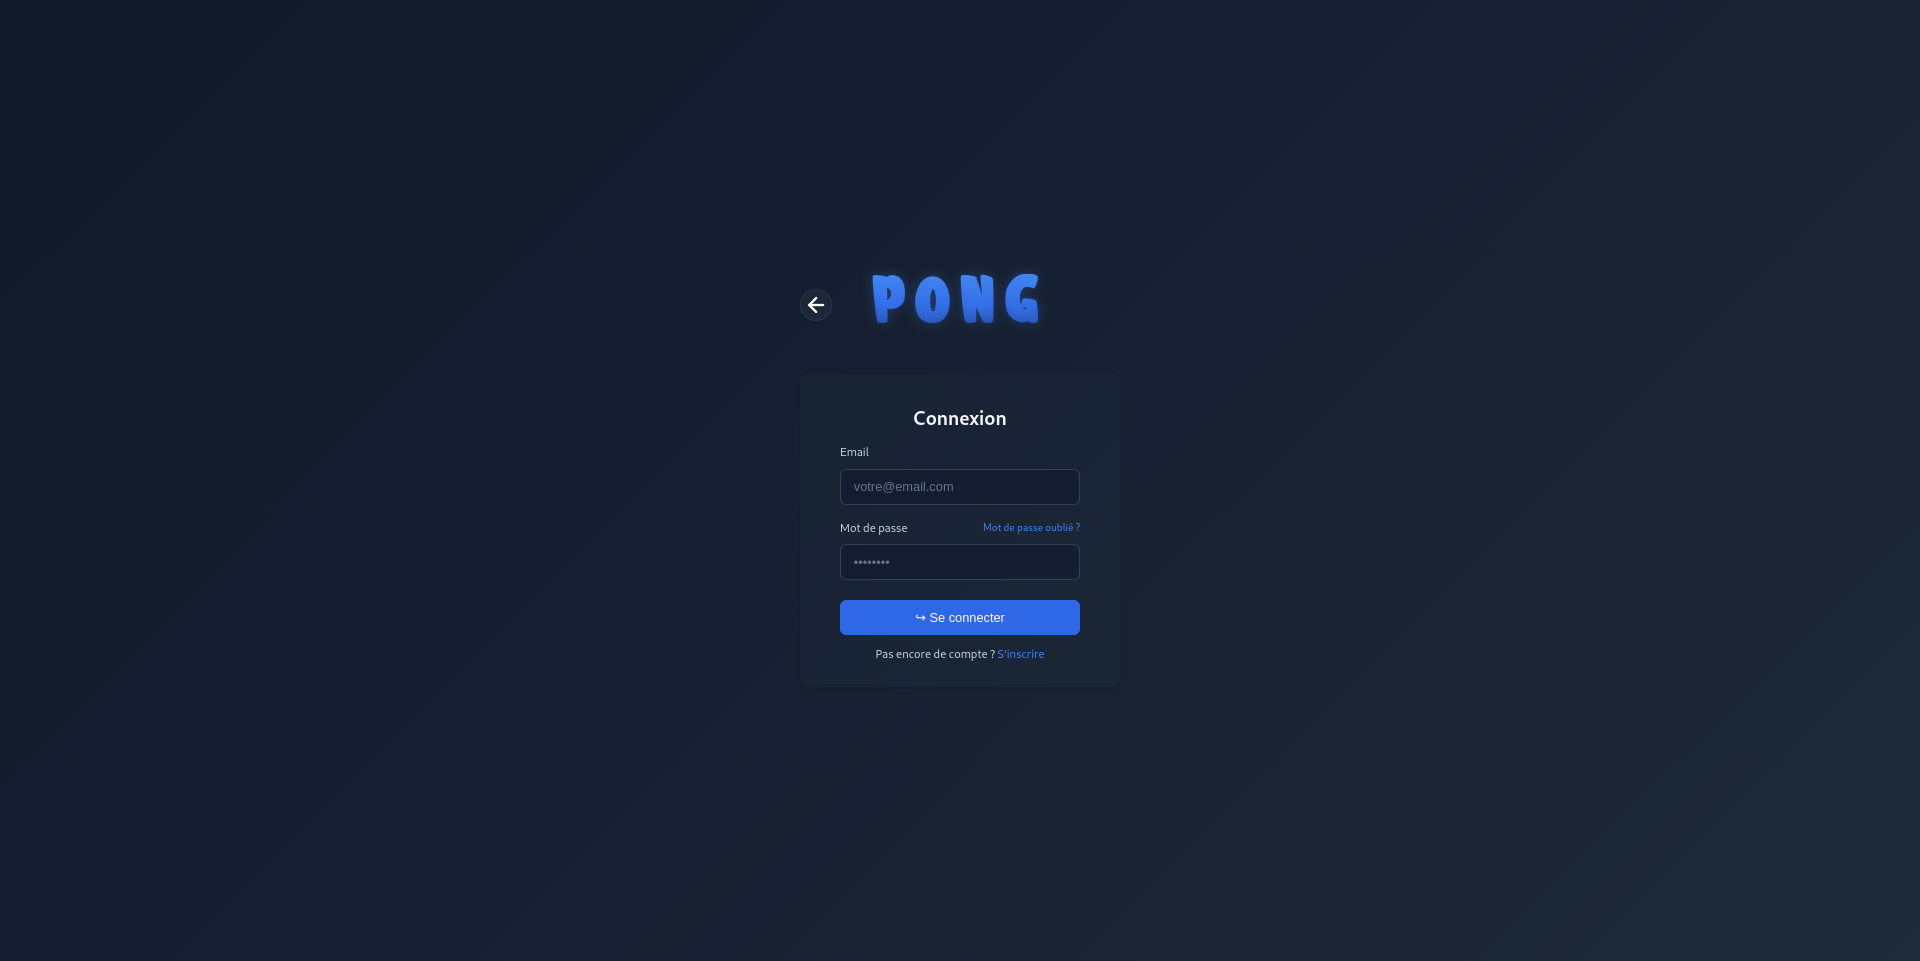 PONG
Connexion
Email
votre@email.com
Mot de passe
Mot de passe oublié ?
••••••••
↪ Se connecter
Pas encore de compte ? S'inscrire